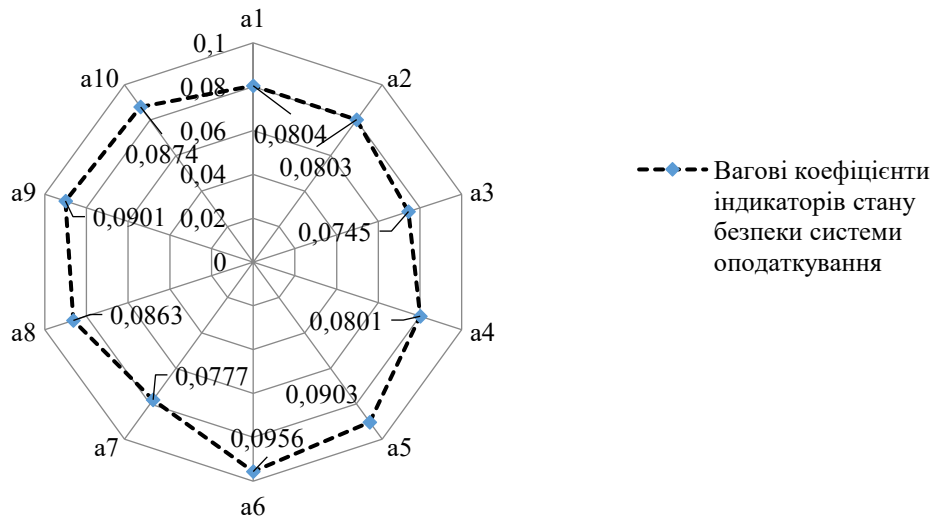 a1
0,1
a10
a2
0,08
0,06
0,0804
0,0874
0,0803
0,04
a9
a3
Вагові коефіцієнти
індикаторів стану
безпеки системи
оподаткування
0,0901
0,02
0,0745
0
0,0863
0,0801
a8
a4
0,0777
0,0903
0,0956
a7
a5
a6